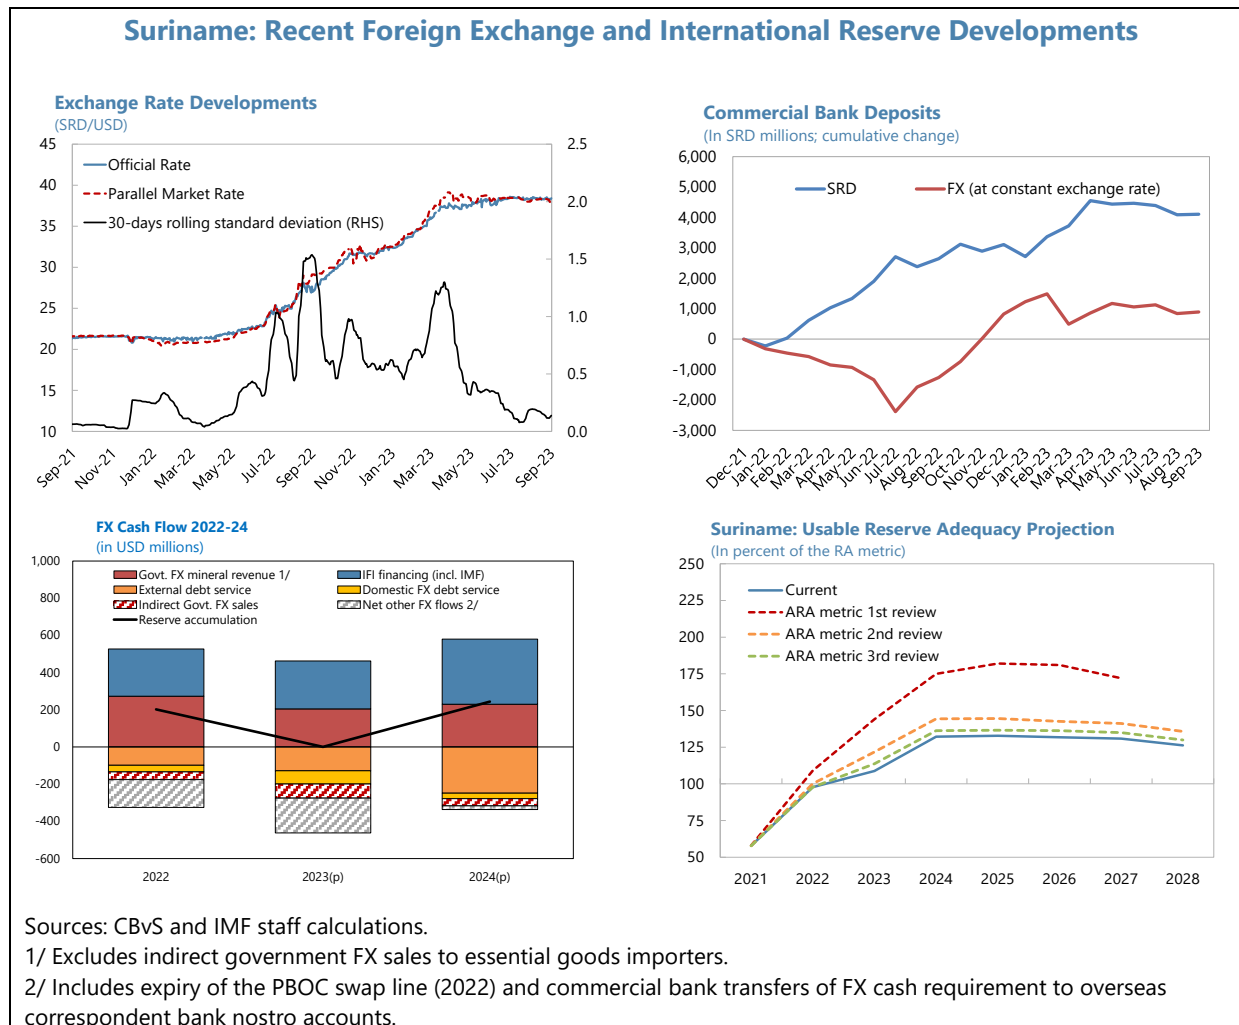 Suriname: Recent Foreign Exchange and International Reserve Developments
Exchange Rate Developments
(SRD/USD)
45
40
35
30
25
20
15
10
2.5
2.0
1.5
1.0
0.5
0.0
Official Rate
Parallel Market Rate
30-days rolling standard deviation (RHS)
Sep-21
Nov-21
Jan-22
Mar-22
May-22
Jul-22
Sep-22
Nov-22
Jan-23
Mar-23
May-23
Jul-23
Sep-23
Commercial Bank Deposits
(In SRD millions; cumulative change)
6,000
5,000
4,000
3,000
2,000
1,000
0
-1,000
-2,000
-3,000
SRD
FX (at constant exchange rate)
Dec-21
Jan-22
Feb-22
Mar-22
Apr-22
May-22
Jun-22
Jul-22
Aug-22
Sep-22
Oct-22
Nov-22
Dec-22
Jan-23
Feb-23
Mar-23
Apr-23
May-23
Jun-23
Jul-23
Aug-23
Sep-23
FX Cash Flow 2022-24
(in USD millions)
1,000
800
600
400
200
0
-200
-400
-600
Govt. FX mineral revenue 1/
IFI financing (incl. IMF)
External debt service
Domestic FX debt service
Indirect Govt. FX sales
Net other FX flows 2/
Reserve accumulation
2022
2023(p)
2024(p)
Suriname: Usable Reserve Adequacy Projection
(In percent of the RA metric)
250
225
200
175
150
125
100
75
50
Current
ARA metric 1st review
ARA metric 2nd review
ARA metric 3rd review
2021
2022
2023
2024
2025
2026
2027
2028
Sources: CBvS and IMF staff calculations.
1/ Excludes indirect government FX sales to essential goods importers.
2/ Includes expiry of the PBOC swap line (2022) and commercial bank transfers of FX cash requirement to overseas
correspondent bank nostro accounts.